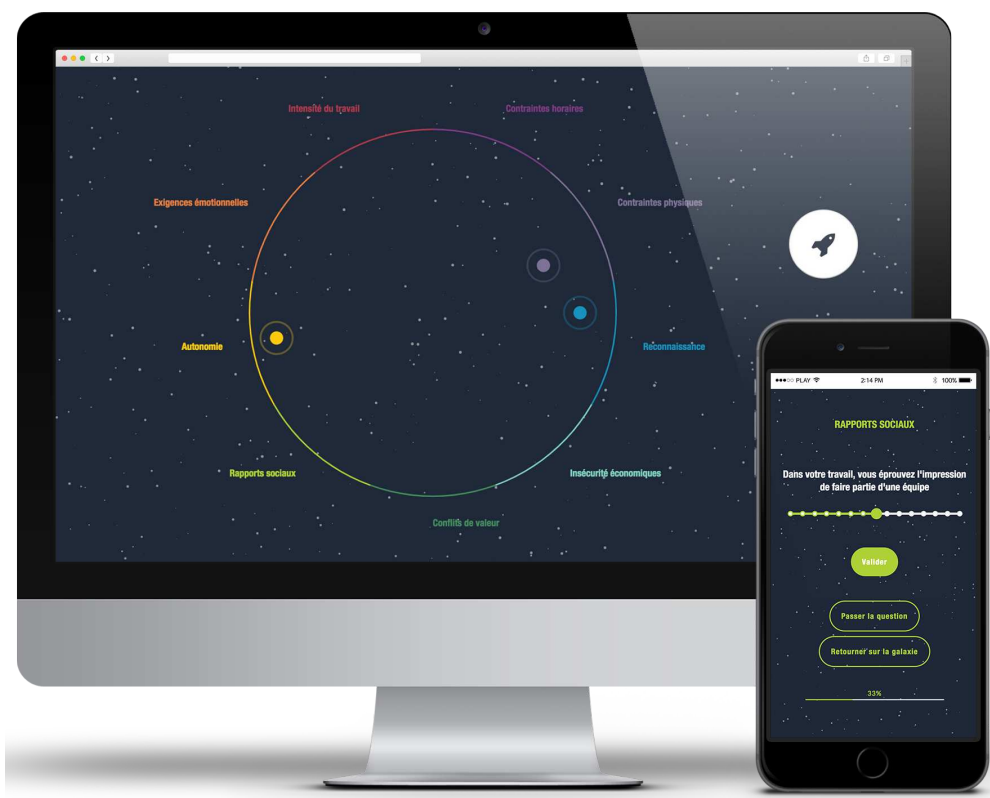 Intensité du travail
Contraintes horaires
Exigences émotionnelles
Contraintes physiques
Autonomie
Reconnaissance
Rapports sociaux
Insécurité économiques
Conflits de valeur
PLAY
2:14 PM
100%
RAPPORTS SOCIAUX
Dans votre travail, vous éprouvez l'impression
de faire partie d'une équipe
Valider
Passer la question
Retourner sur la galaxie
33%